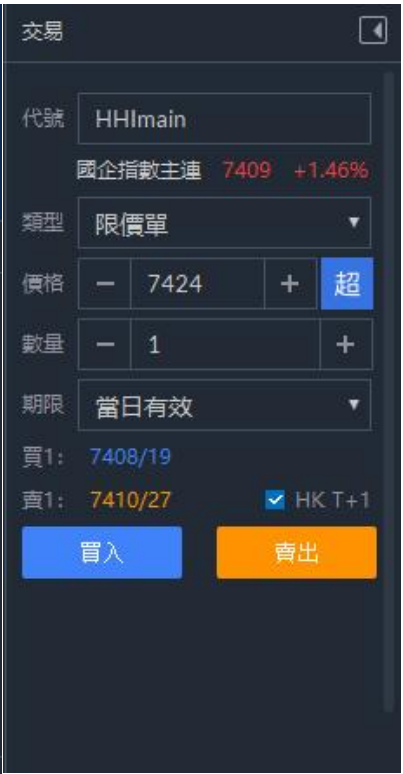 交易
代號 HHImain
國企指數主連 7409 +1.46%
類型 限價單
價格 − 7424 + 超
數量 − 1 +
期限 當日有效
買1: 7408/19
賣1: 7410/27 HK T+1
買入 賣出